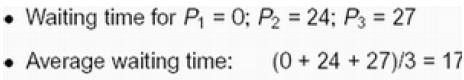 • Waiting time for P₁ = 0; P₂ = 24; P₃ = 27
• Average waiting time: (0 + 24 + 27)/3 = 17